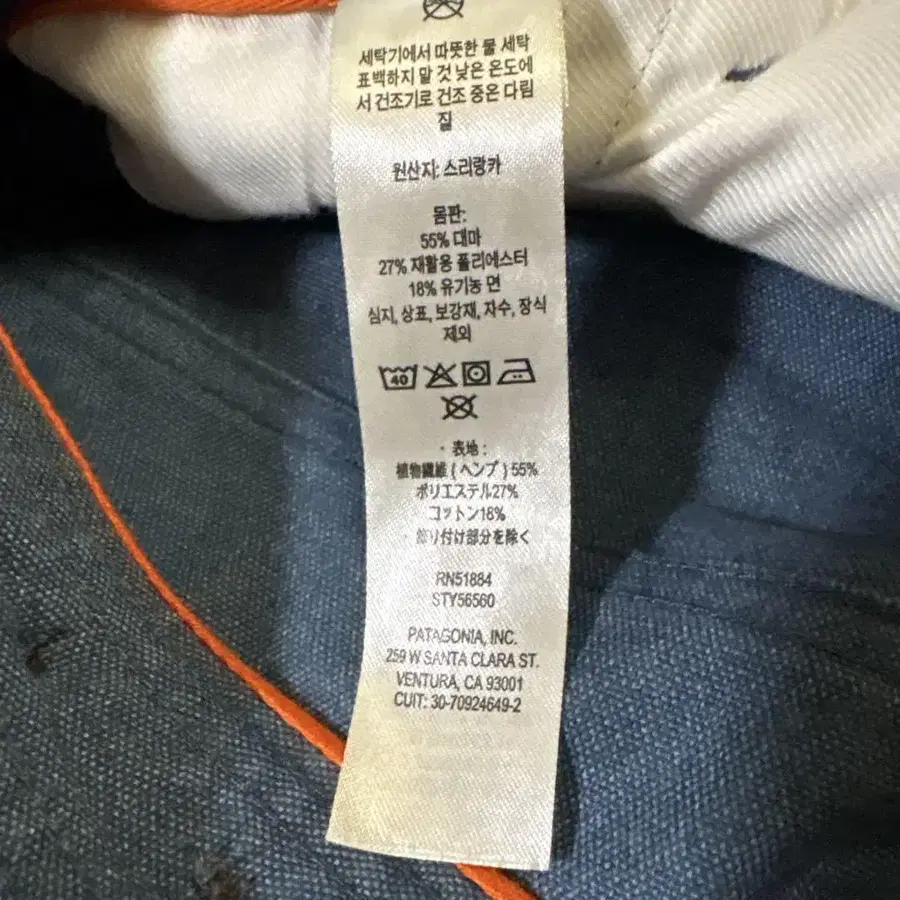 세탁기에서 따뜻한 물 세탁
표백하지 말 것 낮은 온도에
서 건조기로 건조 중온 다림
질
원산지: 스리랑카
몸판:
55% 대마
27% 재활용 폴리에스터
18% 유기농 면
심지, 상표, 보강재, 자수, 장식
제외
40
・表地 :
植物繊維 ( ヘンプ ) 55%
ポリエステル27%
コットン18%
・飾り付け部分を除く
RN51884
STY56560
PATAGONIA, INC.
259 W SANTA CLARA ST.
VENTURA, CA 93001
CUIT: 30-70924649-2